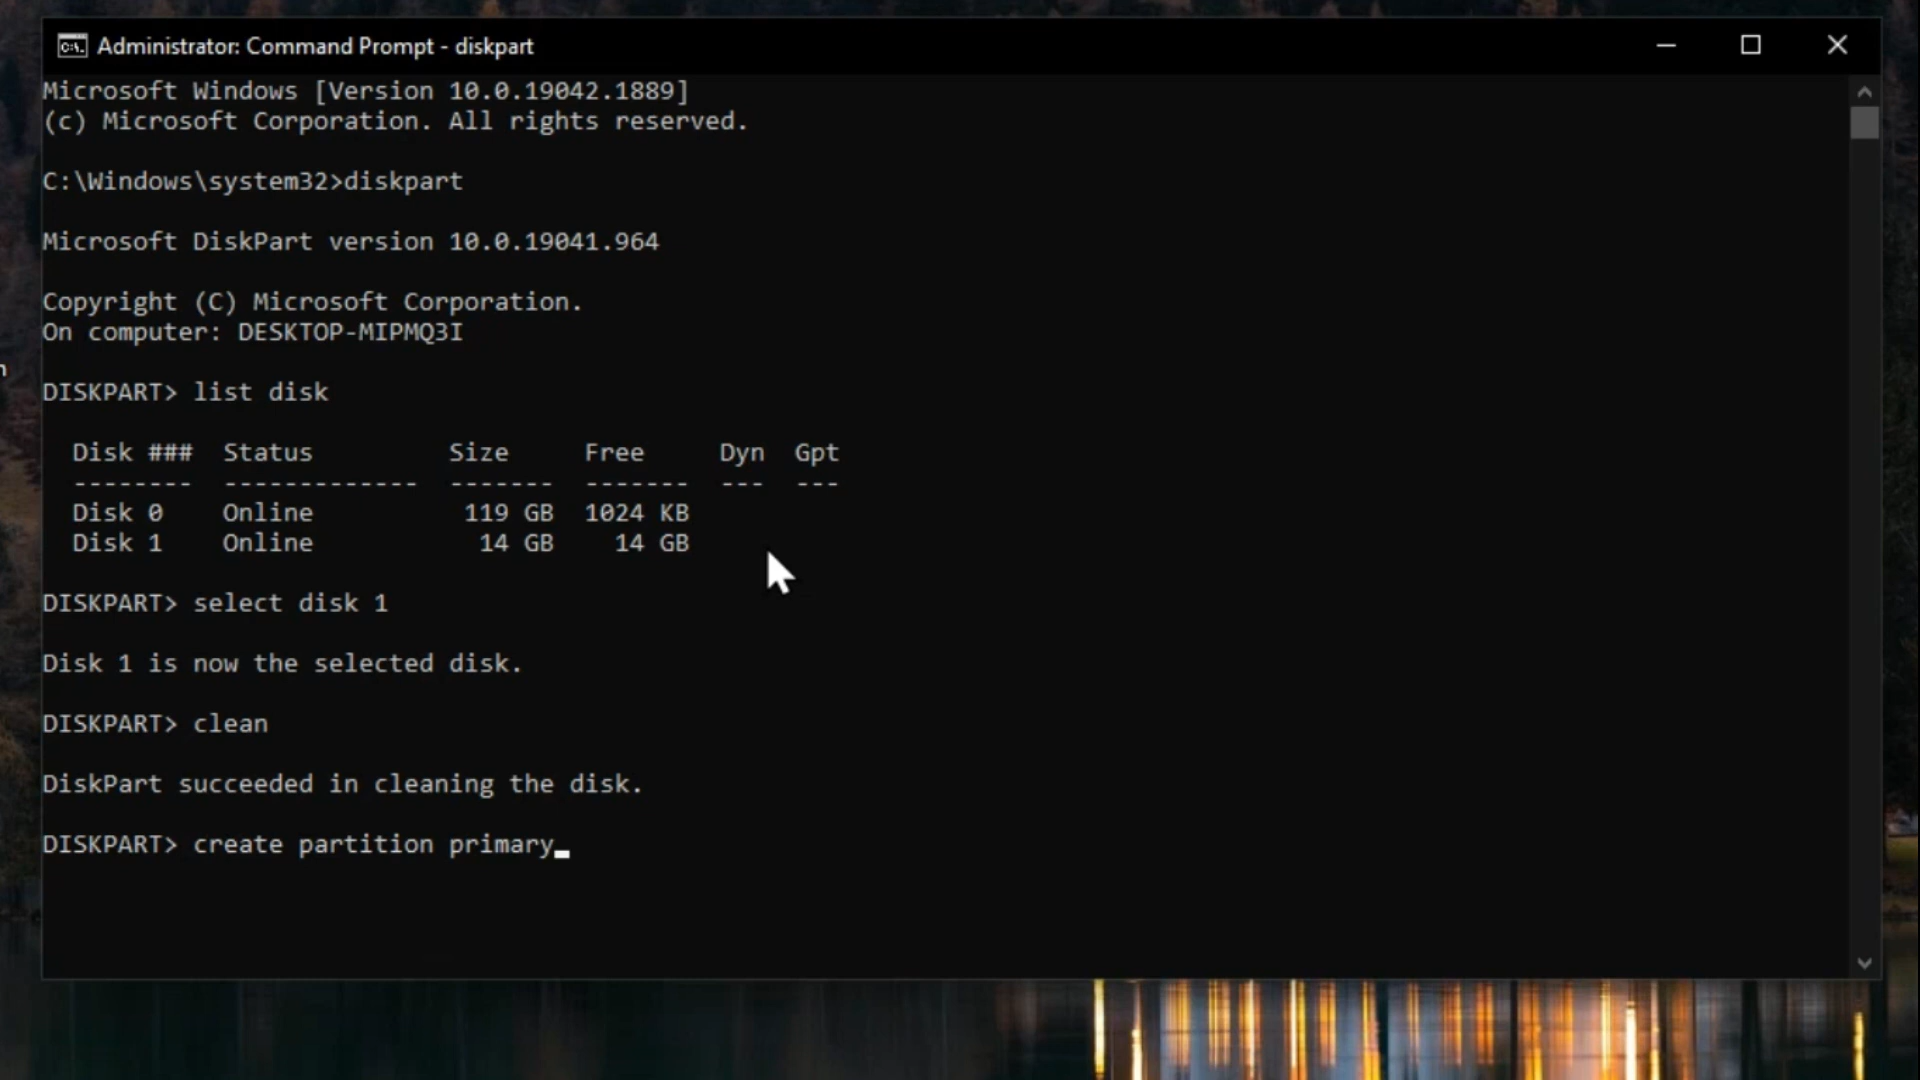 Administrator: Command Prompt - diskpart
Microsoft Windows [Version 10.0.19042.1889]
(c) Microsoft Corporation. All rights reserved.
C:\Windows\system32>diskpart
Microsoft DiskPart version 10.0.19041.964
Copyright (C) Microsoft Corporation.
On computer: DESKTOP-MIPMQ3I
DISKPART> list disk
Disk ### Status Size Free Dyn Gpt
-------- ------------- ------- ------- --- ---
Disk 0 Online 119 GB 1024 KB
Disk 1 Online 14 GB 14 GB
DISKPART> select disk 1
Disk 1 is now the selected disk.
DISKPART> clean
DiskPart succeeded in cleaning the disk.
DISKPART> create partition primary